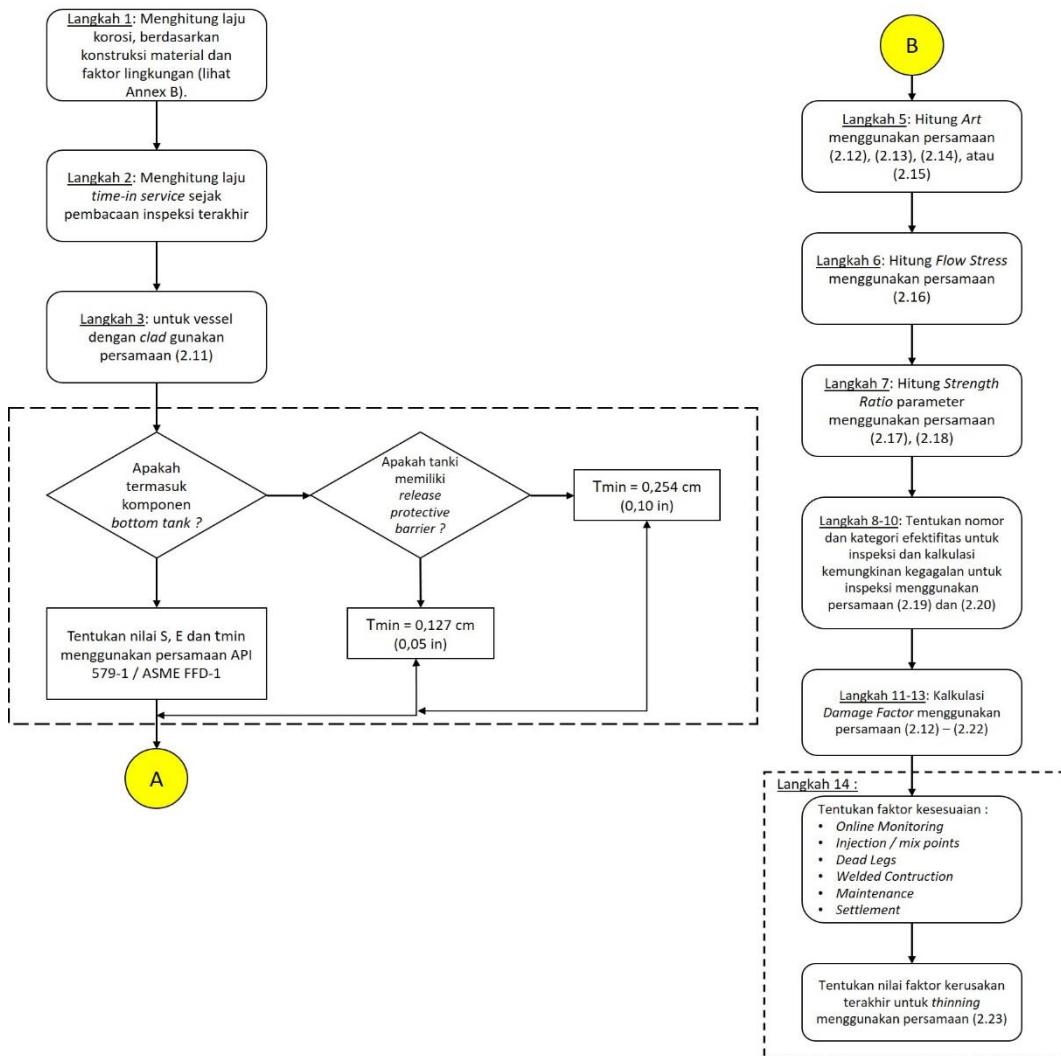 Langkah 1: Menghitung laju
korosi, berdasarkan
konstruksi material dan
faktor lingkungan (lihat
Annex B).
Langkah 2: Menghitung laju
time-in service sejak
pembacaan inspeksi terakhir
Langkah 3: untuk vessel
dengan clad gunakan
persamaan (2.11)
Apakah
termasuk
komponen
bottom tank ?
Apakah tanki
memiliki
release
protective
barrier ?
Tmin = 0,254 cm
(0,10 in)
Tentukan nilai S, E dan tmin
menggunakan persamaan API
579-1 / ASME FFD-1
Tmin = 0,127 cm
(0,05 in)
A
B
Langkah 5: Hitung Art
menggunakan persamaan
(2.12), (2.13), (2.14), atau
(2.15)
Langkah 6: Hitung Flow Stress
menggunakan persamaan
(2.16)
Langkah 7: Hitung Strength
Ratio parameter
menggunakan persamaan
(2.17), (2.18)
Langkah 8-10: Tentukan nomor
dan kategori efektifitas untuk
inspeksi dan kalkulasi
kemungkinan kegagalan untuk
inspeksi menggunakan
persamaan (2.19) dan (2.20)
Langkah 11-13: Kalkulasi
Damage Factor menggunakan
persamaan (2.12) – (2.22)
Langkah 14 :
Tentukan faktor kesesuaian :
• Online Monitoring
• Injection / mix points
• Dead Legs
• Welded Contruction
• Maintenance
• Settlement
Tentukan nilai faktor kerusakan
terakhir untuk thinning
menggunakan persamaan (2.23)